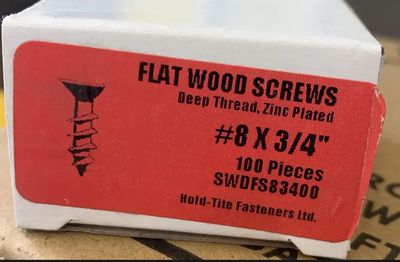 FLAT WOOD SCREWS
Deep Thread, Zinc Plated
#8 X 3/4"
100 Pieces
SWDFS83400
Hold-Tite Fasteners Ltd.